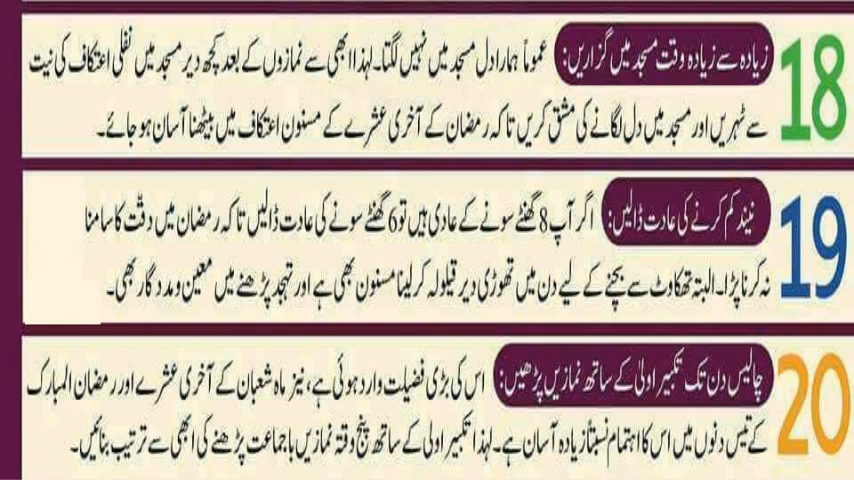 18 زیادہ سے زیادہ وقت مسجد میں گزاریں: عموماً ہمارا دل مسجد میں نہیں لگتا۔ لہٰذا ابھی سے نمازوں کے بعد کچھ دیر مسجد میں نفلی اعتکاف کی نیت
سے ٹہریں اور مسجد میں دل لگانے کی مشق کریں تاکہ رمضان کے آخری عشرے کے مسنون اعتکاف میں بیٹھنا آسان ہو جائے۔
19 نیند کم کرنے کی عادت ڈالیں: اگر آپ 8 گھنٹے سونے کے عادی ہیں تو 6 گھنٹے سونے کی عادت ڈالیں تاکہ رمضان میں دقّت کا سامنا
نہ کرنا پڑا۔ البتہ تھکاوٹ سے بچنے کے لیے دن میں تھوڑی دیر قیلولہ کر لینا مسنون بھی ہے اور تہجد پڑھنے میں معین و مددگار بھی۔
20 چالیس دن تک تکبیر اولیٰ کے ساتھ نمازیں پڑھیں: اس کی بڑی فضیلت وارد ہوئی ہے، نیز ماہ شعبان کے آخری عشرے اور رمضان المبارک
کے تیس دنوں میں اس کا اہتمام نسبتاً زیادہ آسان ہے۔ لہذا تکبیر اولی کے ساتھ پنج وقتہ نمازیں باجماعت پڑھنے کی ابھی سے ترتیب بنائیں۔